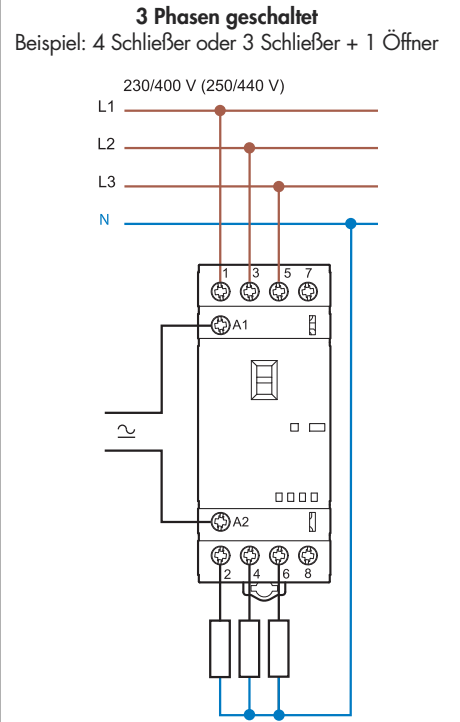 3 Phasen geschaltet
Beispiel: 4 Schließer oder 3 Schließer + 1 Öffner
230/400 V (250/440 V)
L1
L2
L3
N
1 3 5 7
A1
A2
2 4 6 8